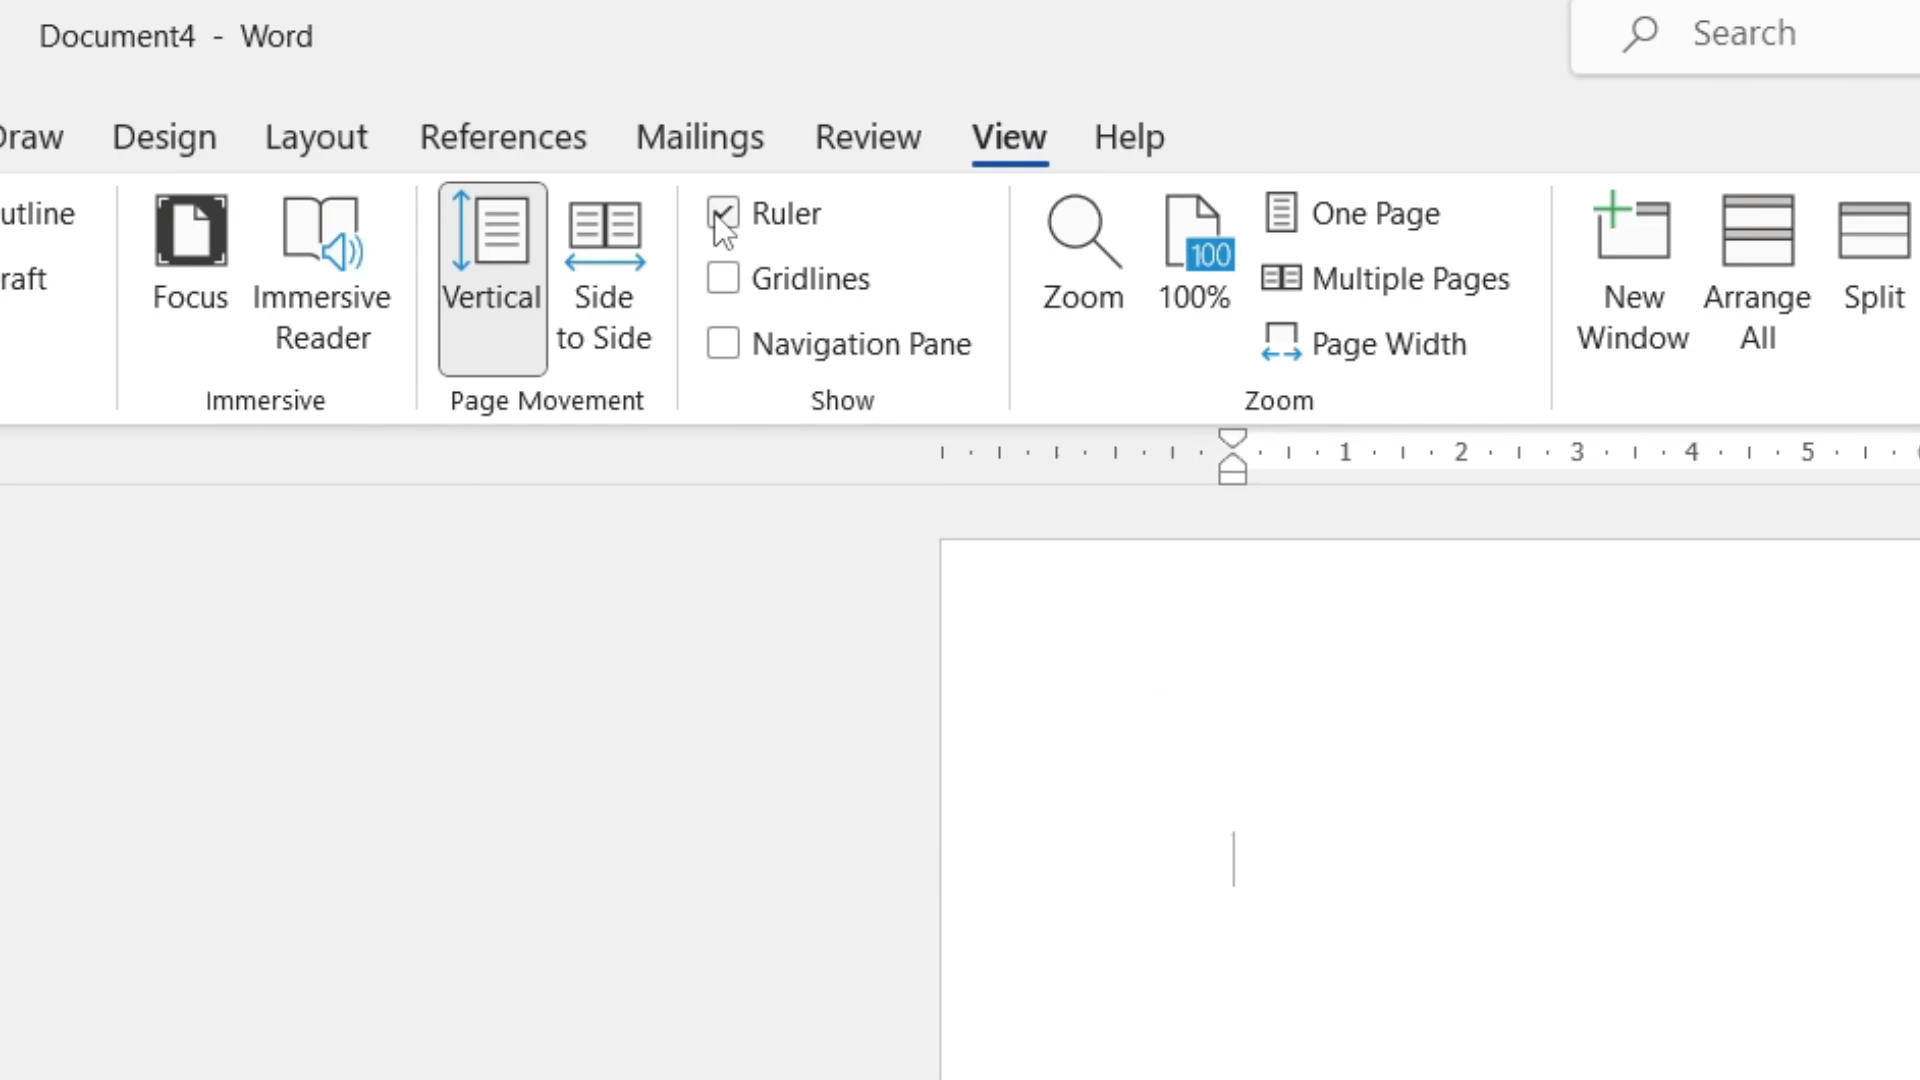 Document4 - Word
Search
Draw Design Layout References Mailings Review View Help
utline
raft
Focus
Immersive
Reader
Immersive
Vertical
Side
to Side
Page Movement
Ruler
Gridlines
Navigation Pane
Show
Zoom
100
100%
One Page
Multiple Pages
Page Width
Zoom
New
Window
Arrange
All
Split
1 2 3 4 5